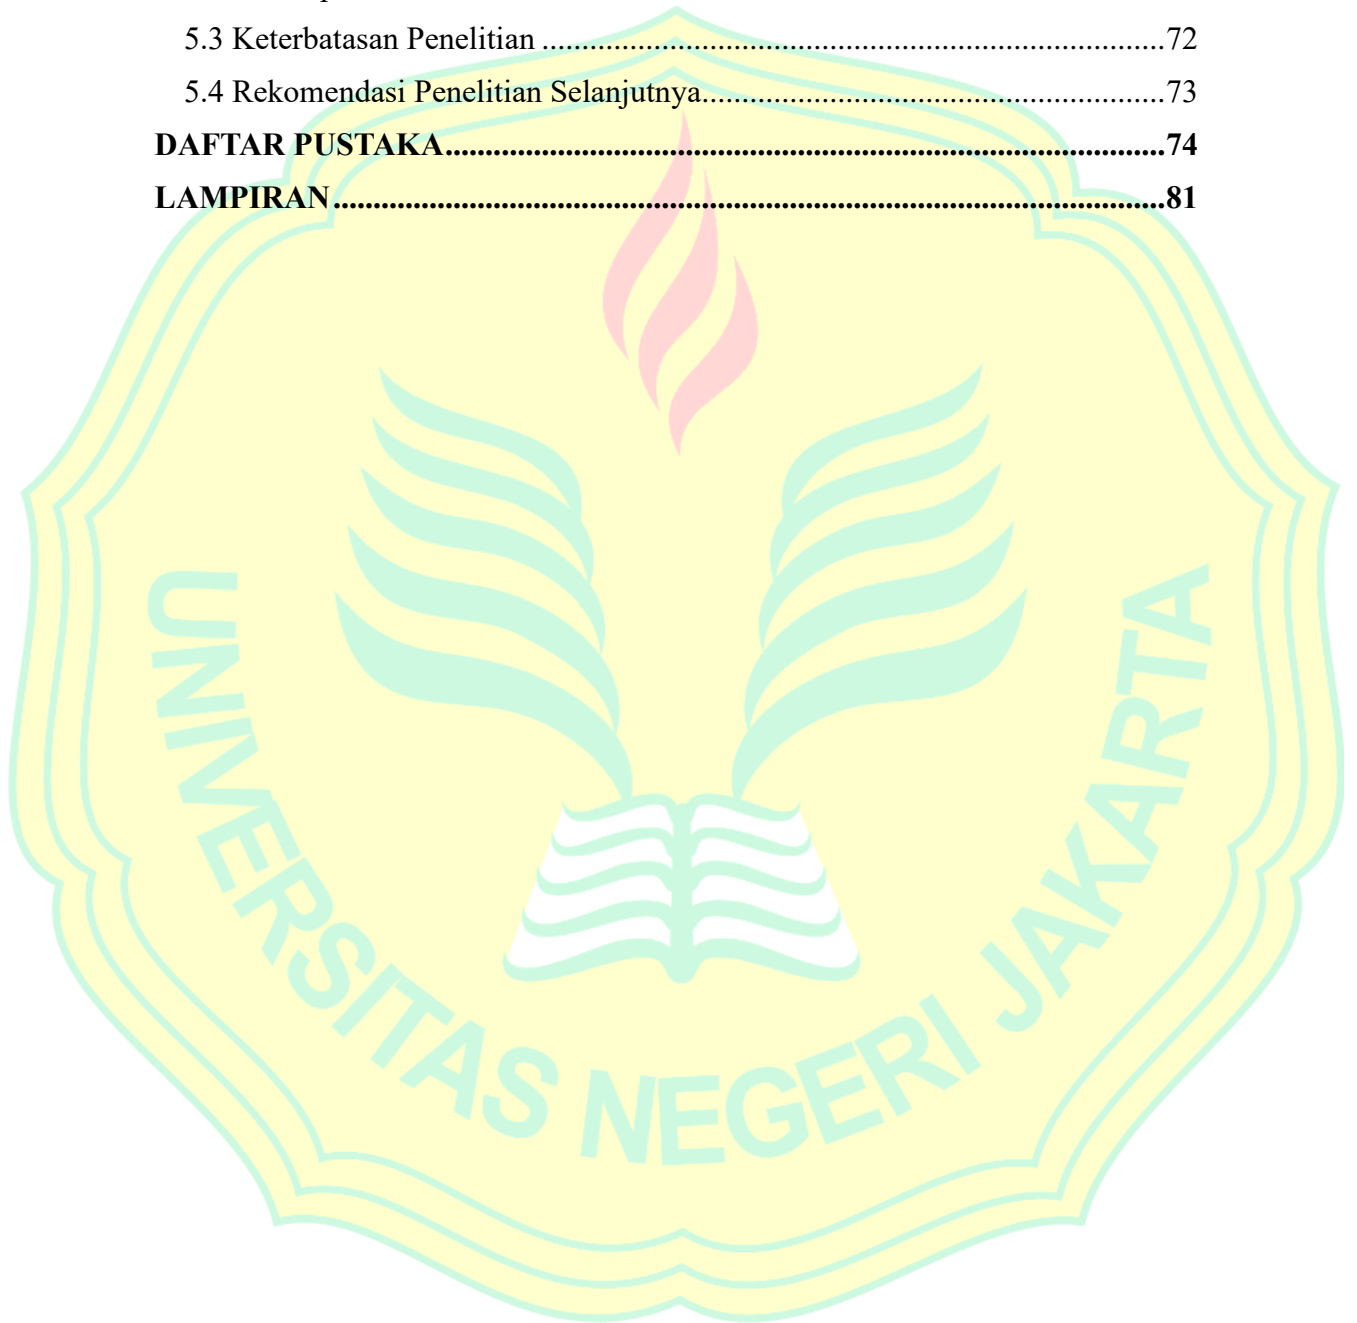 5.3 Keterbatasan Penelitian ..............................................................................72
5.4 Rekomendasi Penelitian Selanjutnya..........................................................73
DAFTAR PUSTAKA..........................................................................................74
LAMPIRAN........................................................................................................81
UNIVERSITAS NEGERI JAKARTA